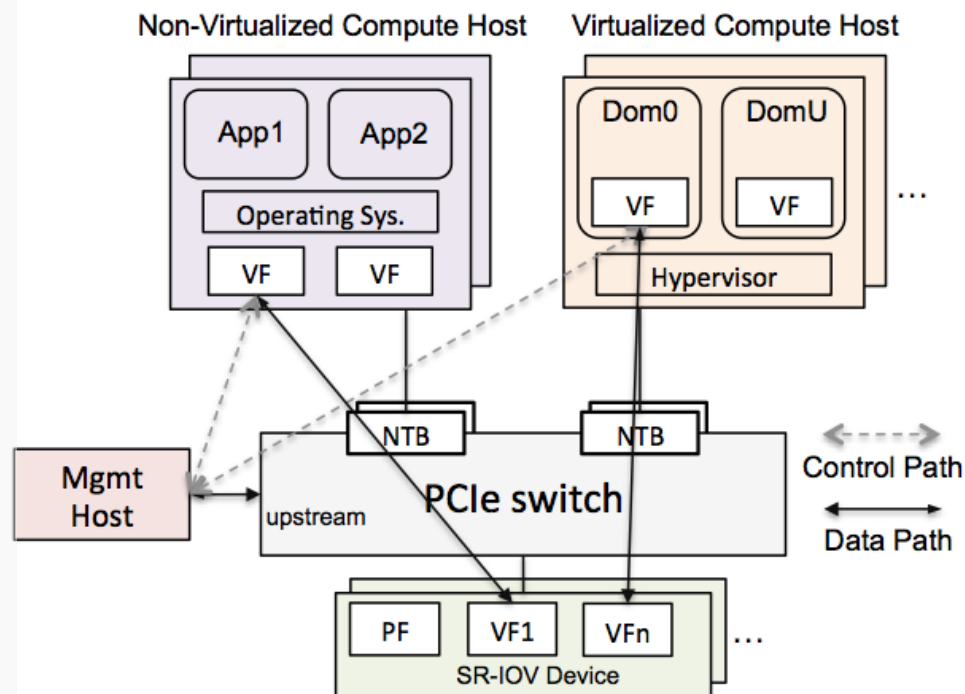 Non-Virtualized Compute Host
Virtualized Compute Host
App1
App2
Operating Sys.
VF
VF
Dom0
DomU
VF
VF
Hypervisor
...
NTB
NTB
Mgmt
Host
upstream
PCIe switch
Control Path
Data Path
PF
VF1
VFn
...
SR-IOV Device